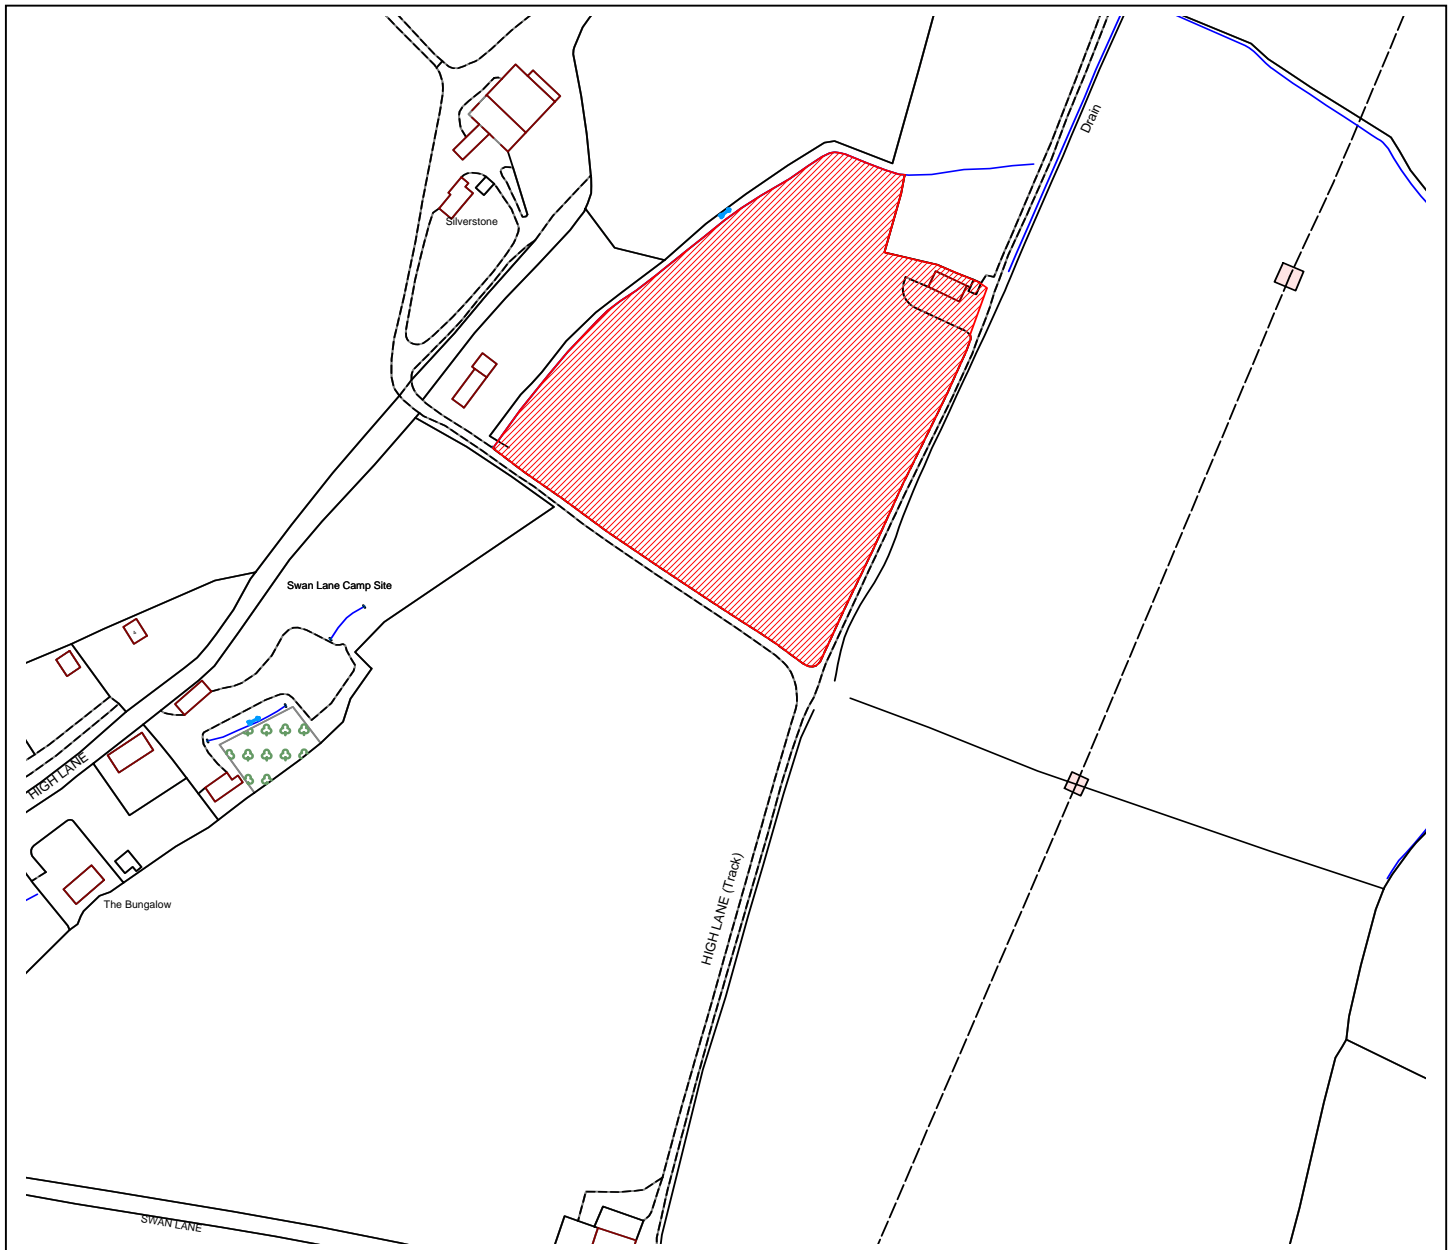 Drain
Silverstone
Swan Lane Camp Site
HIGH LANE
The Bungalow
HIGH LANE (Track)
SWAN LANE